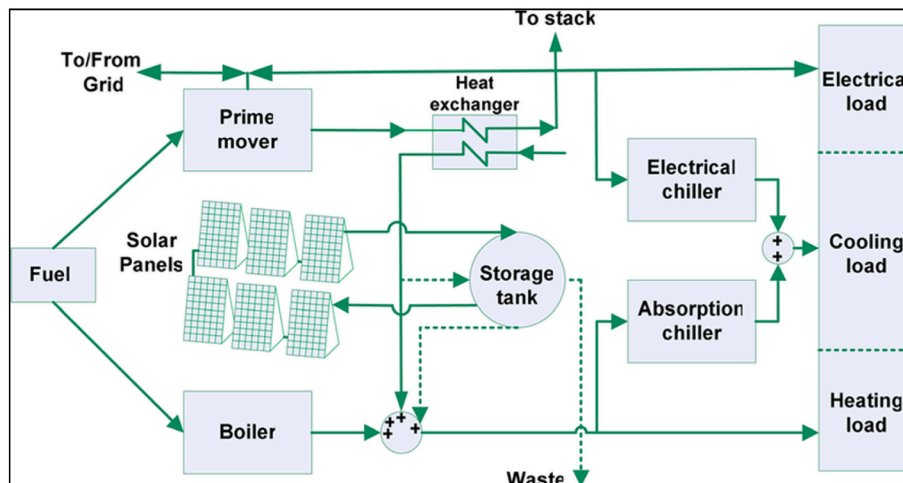 To stack
To/From
Grid
Heat
exchanger
Electrical
load
Prime
mover
Electrical
chiller
+
+
Cooling
load
Solar
Panels
Storage
tank
Fuel
Absorption
chiller
Boiler
+ + + +
Heating
load
Waste